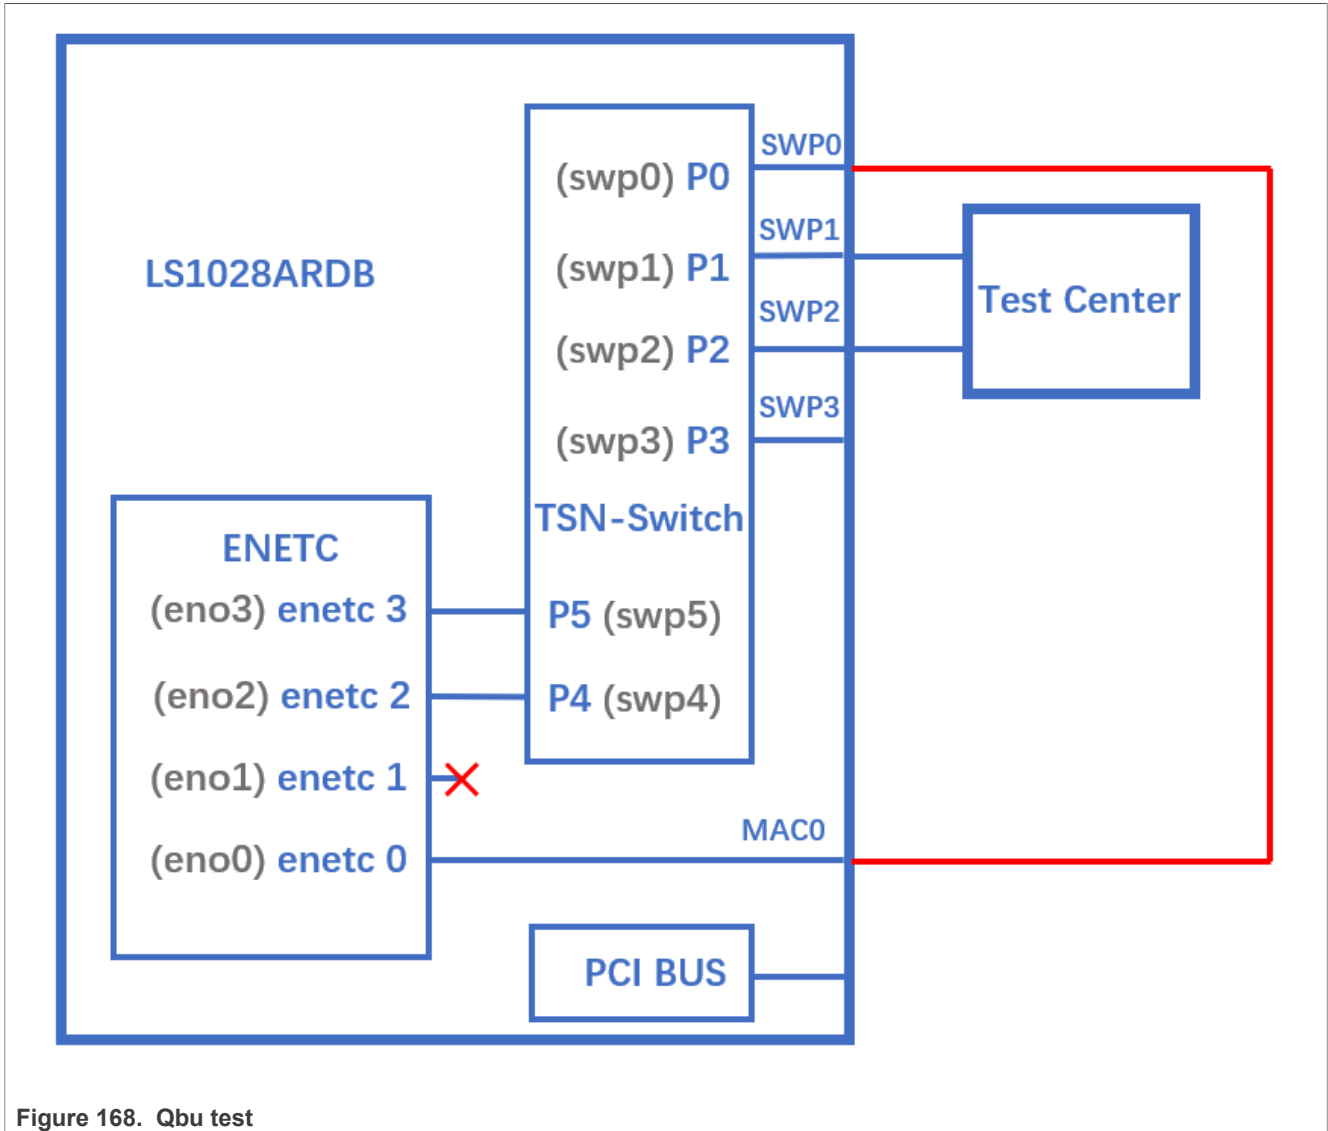 SWP0
(swp0) P0
SWP1
LS1028ARDB
(swp1) P1
Test Center
SWP2
(swp2) P2
SWP3
(swp3) P3
TSN-Switch
ENETC
(eno3) enetc 3
P5 (swp5)
(eno2) enetc 2
P4 (swp4)
(eno1) enetc 1
MAC0
(eno0) enetc 0
PCI BUS
Figure 168. Qbu test